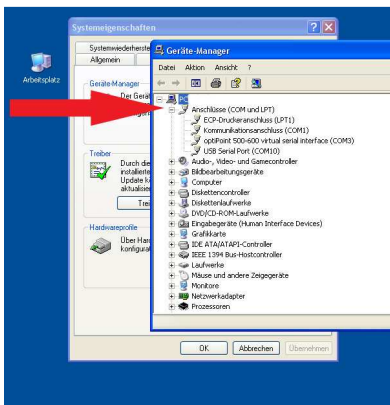 Systemeigenschaften
Systemwiederherste
Allgemein
Arbeitsplatz
Geräte-Manager
Der Gerät
Treiber
Durch die
installierte
Update k
aktualisier
Trei
Hardwareprofile
Über Har
konfigurat
OK
Abbrechen
Übernehmen
Geräte-Manager
Datei Aktion Ansicht ?
PC
Anschlüsse (COM und LPT)
ECP-Druckeranschluss (LPT1)
Kommunikationsanschluss (COM1)
optiPoint 500-600 virtual serial interface (COM3)
USB Serial Port (COM10)
Audio-, Video- und Gamecontroller
Bildbearbeitungsgeräte
Computer
Diskettencontroller
Diskettenlaufwerke
DVD/CD-ROM-Laufwerke
Eingabegeräte (Human Interface Devices)
Grafikkarte
IDE ATA/ATAPI-Controller
IEEE 1394 Bus-Hostcontroller
Laufwerke
Mäuse und andere Zeigegeräte
Monitore
Netzwerkadapter
Prozessoren